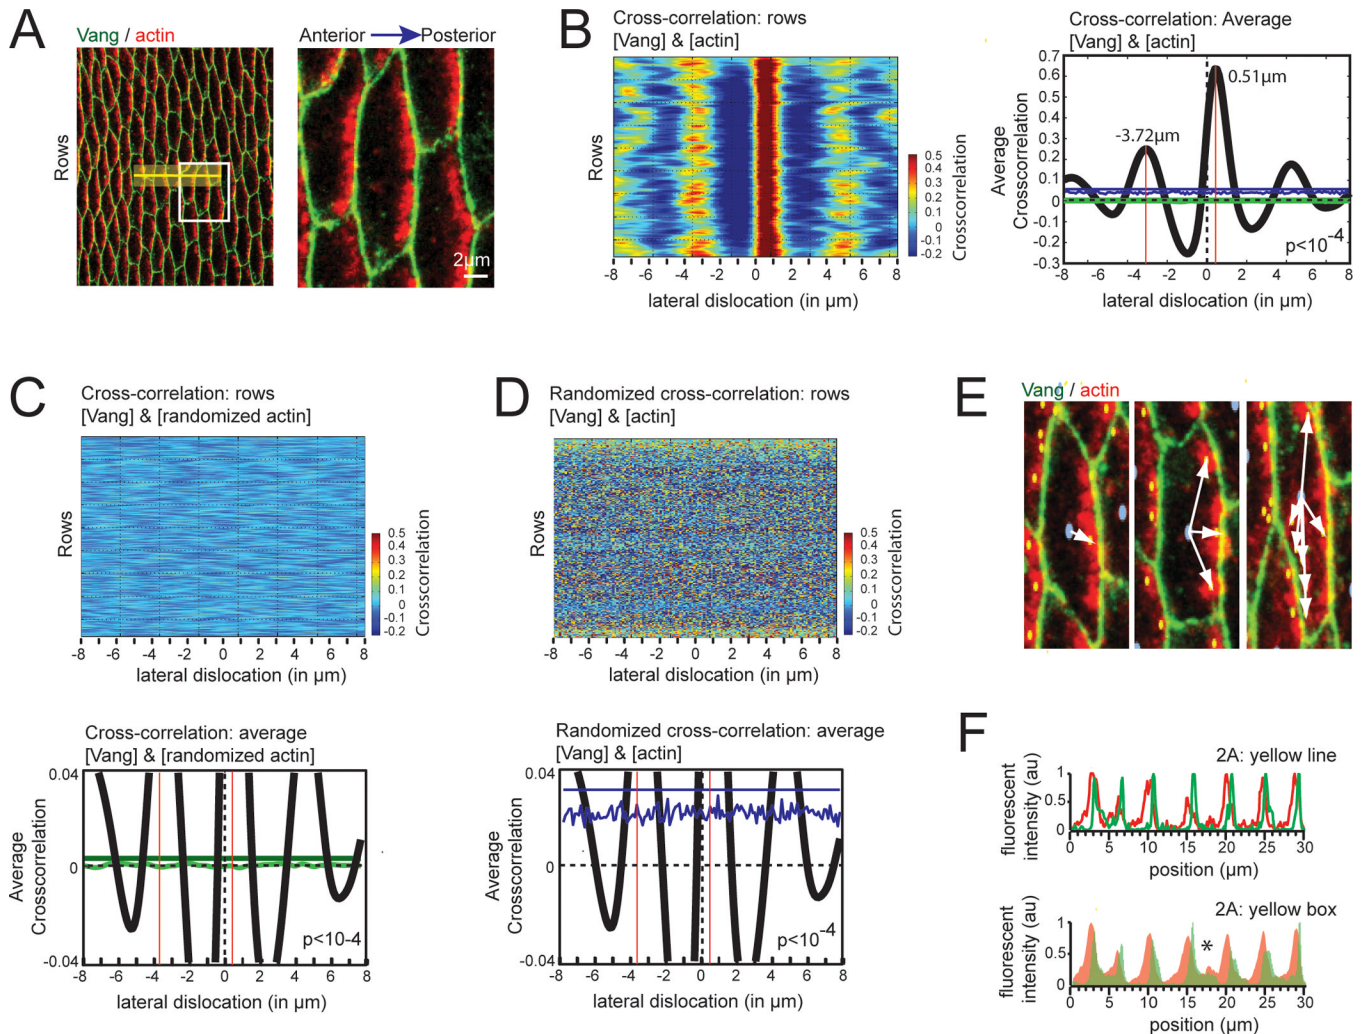 A
Vang / actin
Anterior → Posterior
Rows
2μm
B
Cross-correlation: rows
[Vang] & [actin]
Rows
0.5
0.4
0.3
0.2
0.1
0
-0.1
-0.2
Crosscorrelation
-8 -6 -4 -2 0 2 4 6 8
lateral dislocation (in μm)
Cross-correlation: Average
[Vang] & [actin]
Average
Crosscorrelation
0.7
0.6
0.5
0.4
0.3
0.2
0.1
0
-0.1
-0.2
-0.3
0.51μm
-3.72μm
p<10-4
-8 -6 -4 -2 0 2 4 6 8
lateral dislocation (in μm)
C
Cross-correlation: rows
[Vang] & [randomized actin]
Rows
0.5
0.4
0.3
0.2
0.1
0
-0.1
-0.2
Crosscorrelation
-8 -6 -4 -2 0 2 4 6 8
lateral dislocation (in μm)
Cross-correlation: average
[Vang] & [randomized actin]
Average
Crosscorrelation
0.04
0
-0.04
p<10-4
-8 -6 -4 -2 0 2 4 6 8
lateral dislocation (in μm)
D
Randomized cross-correlation: rows
[Vang] & [actin]
Rows
0.5
0.4
0.3
0.2
0.1
0
-0.1
-0.2
Crosscorrelation
-8 -6 -4 -2 0 2 4 6 8
lateral dislocation (in μm)
Randomized cross-correlation: average
[Vang] & [actin]
Average
Crosscorrelation
0.04
0
-0.04
p<10-4
-8 -6 -4 -2 0 2 4 6 8
lateral dislocation (in μm)
E
Vang / actin
F
2A: yellow line
fluorescent
intensity (au)
1
0.5
0
0 5 10 15 20 25 30
position (μm)
2A: yellow box
fluorescent
intensity (au)
1
0.5
0
*
0 5 10 15 20 25 30
position (μm)